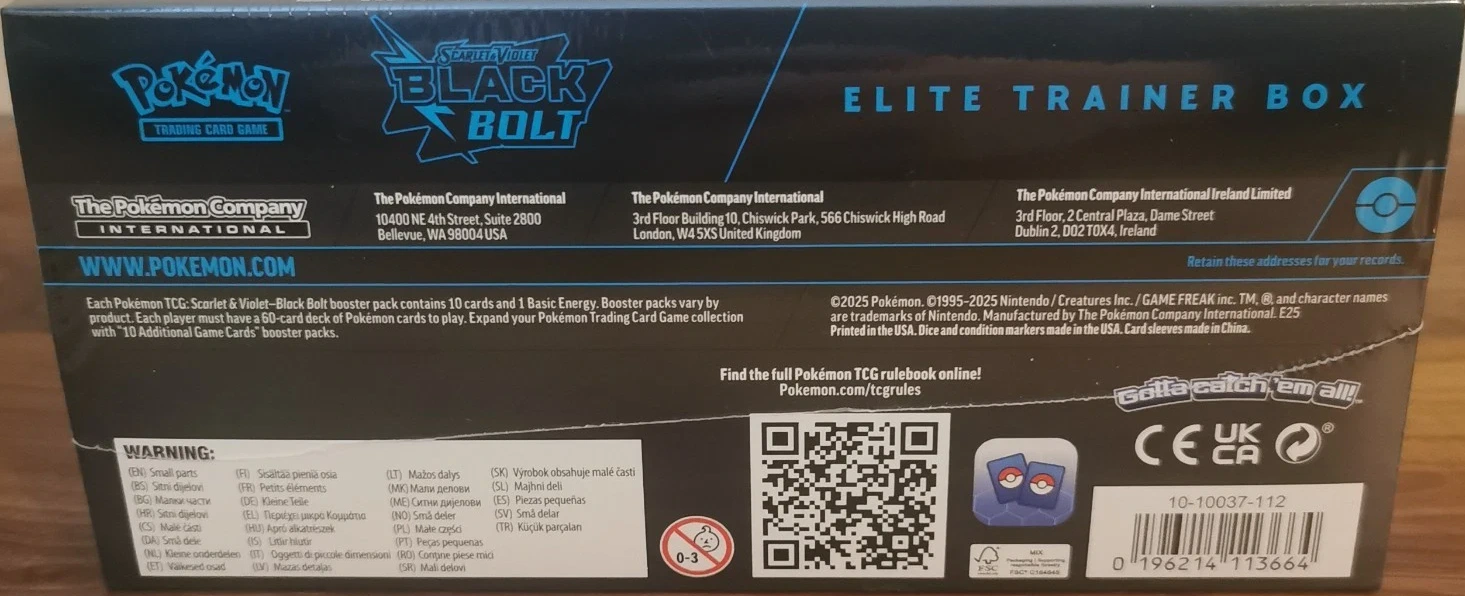 POKéMON
TRADING CARD GAME
SCARLET & VIOLET
BLACK
BOLT
ELITE TRAINER BOX
The Pokémon Company
INTERNATIONAL
The Pokémon Company International
10400 NE 4th Street, Suite 2800
Bellevue, WA 98004 USA
The Pokémon Company International
3rd Floor Building 10, Chiswick Park, 566 Chiswick High Road
London, W4 5XS United Kingdom
The Pokémon Company International Ireland Limited
3rd Floor, 2 Central Plaza, Dame Street
Dublin 2, D02 T0X4, Ireland
WWW.POKEMON.COM
Retain these addresses for your records.
Each Pokémon TCG: Scarlet & Violet—Black Bolt booster pack contains 10 cards and 1 Basic Energy. Booster packs vary by
product. Each player must have a 60-card deck of Pokémon cards to play. Expand your Pokémon Trading Card Game collection
with "10 Additional Game Cards" booster packs.
©2025 Pokémon. ©1995-2025 Nintendo / Creatures Inc. / GAME FREAK inc. TM, ®, and character names
are trademarks of Nintendo. Manufactured by The Pokémon Company International. E25
Printed in the USA. Dice and condition markers made in the USA. Card sleeves made in China.
Find the full Pokémon TCG rulebook online!
Pokemon.com/tcgrules
Gotta catch 'em all!
WARNING:
(EN) Small parts
(BS) Sitni dijelovi
(BG) Малки части
(HR) Sitni dijelovi
(CS) Malé části
(DA) Små dele
(NL) Kleine onderdelen
(ET) Väikesed osad
(FI) Sisältää pieniä osia
(FR) Petits éléments
(DE) Kleine Teile
(EL) Περιέχει μικρά Κομμάτια
(HU) Apró alkatrészek
(IS) Litlir hlutir
(IT) Oggetti di piccole dimensioni
(LV) Mazas detaļas
(LT) Mažos dalys
(MK) Мали делови
(ME) Ситни дијелови
(NO) Små deler
(PL) Małe części
(PT) Peças pequenas
(RO) Conține piese mici
(SR) Mali delovi
(SK) Výrobok obsahuje malé časti
(SL) Majhni deli
(ES) Piezas pequeñas
(SV) Små delar
(TR) Küçük parçalar
0-3
CE UK
CA ®
FSC
MIX
Packaging | Supporting
responsible forestry
10-10037-112
0 196214 113664